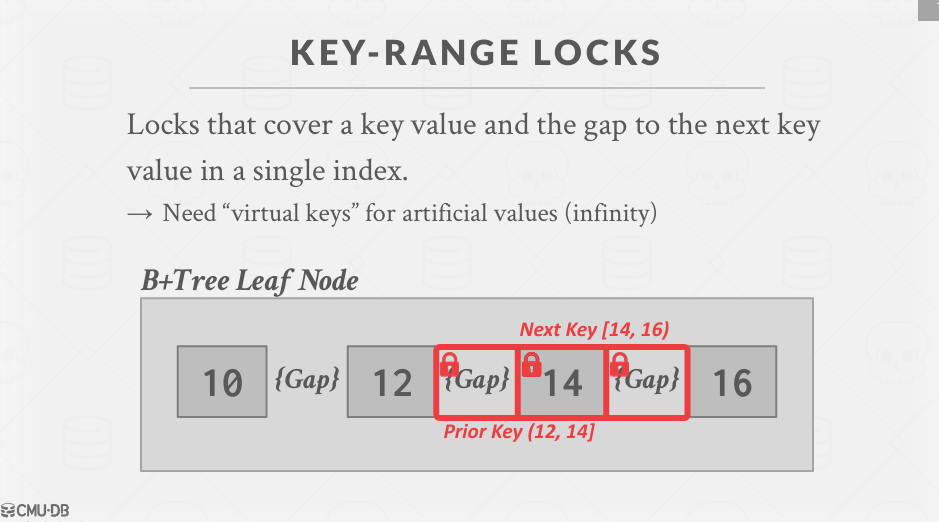 KEY-RANGE LOCKS
Locks that cover a key value and the gap to the next key
value in a single index.
→ Need “virtual keys” for artificial values (infinity)
B+Tree Leaf Node
Next Key [14, 16)
10 {Gap} 12 {Gap} 14 {Gap} 16
Prior Key (12, 14]
CMU·DB